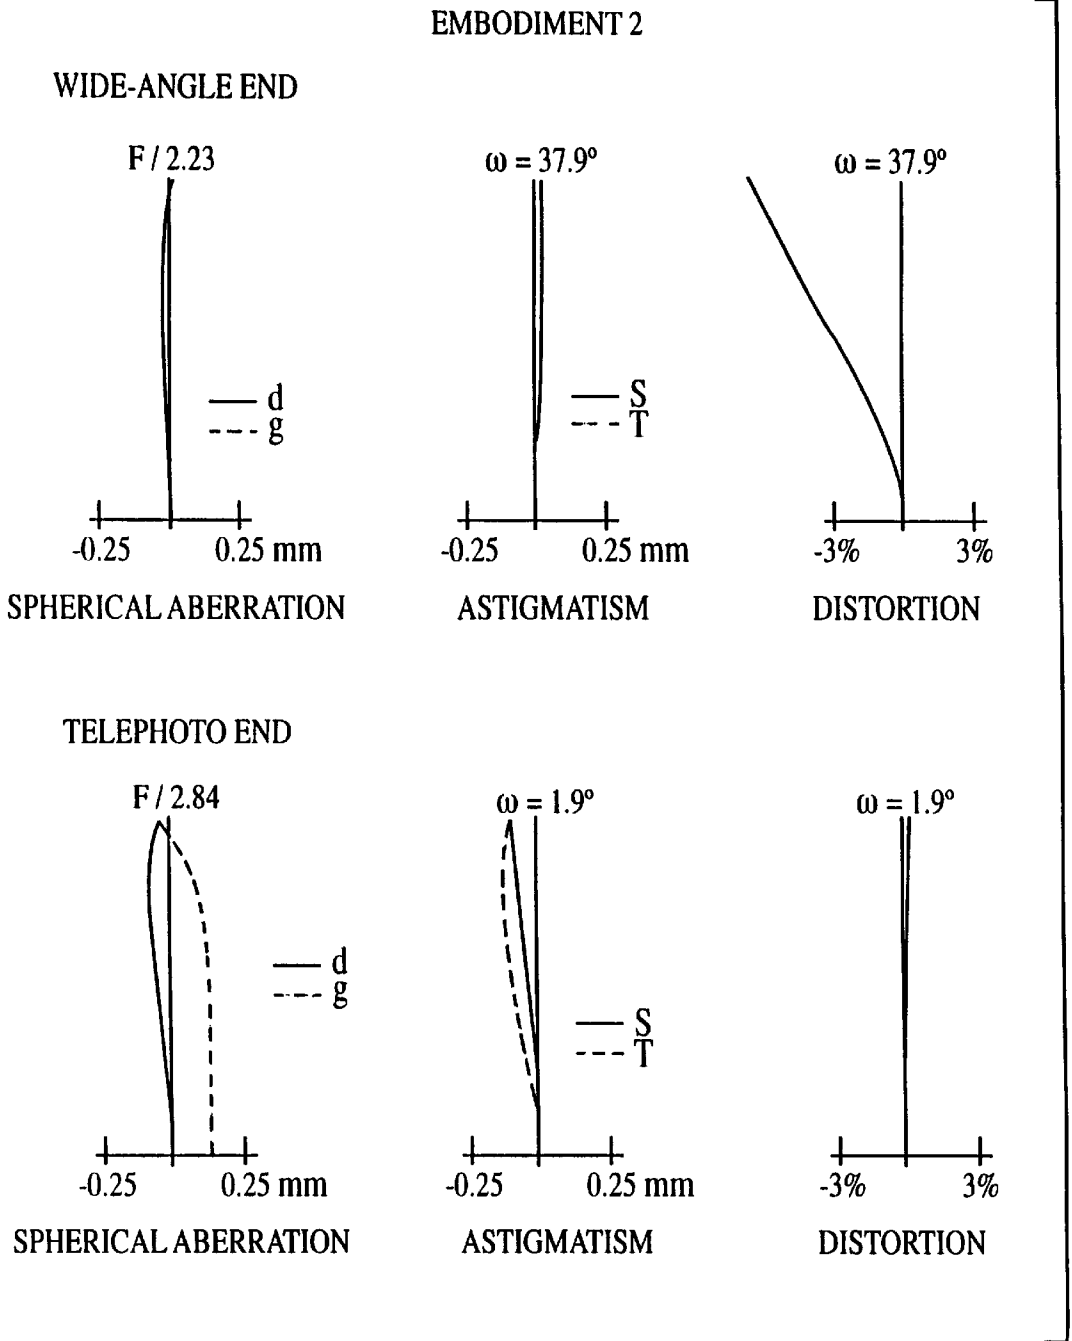 EMBODIMENT 2
WIDE-ANGLE END
F / 2.23
ω = 37.9°
ω = 37.9°
d
g
S
T
-0.25
0.25 mm
-0.25
0.25 mm
-3%
3%
SPHERICAL ABERRATION
ASTIGMATISM
DISTORTION
TELEPHOTO END
F / 2.84
ω = 1.9°
ω = 1.9°
d
g
S
T
-0.25
0.25 mm
-0.25
0.25 mm
-3%
3%
SPHERICAL ABERRATION
ASTIGMATISM
DISTORTION